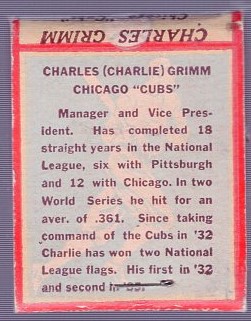 CHARLES GRIMM
"CUBS"
CHARLES (CHARLIE) GRIMM
CHICAGO "CUBS"
Manager and Vice Pres-
ident. Has completed 18
straight years in the National
League, six with Pittsburgh
and 12 with Chicago. In two
World Series he hit for an
aver. of .361. Since taking
command of the Cubs in '32
Charlie has won two National
League flags. His first in '32
and second in '35.